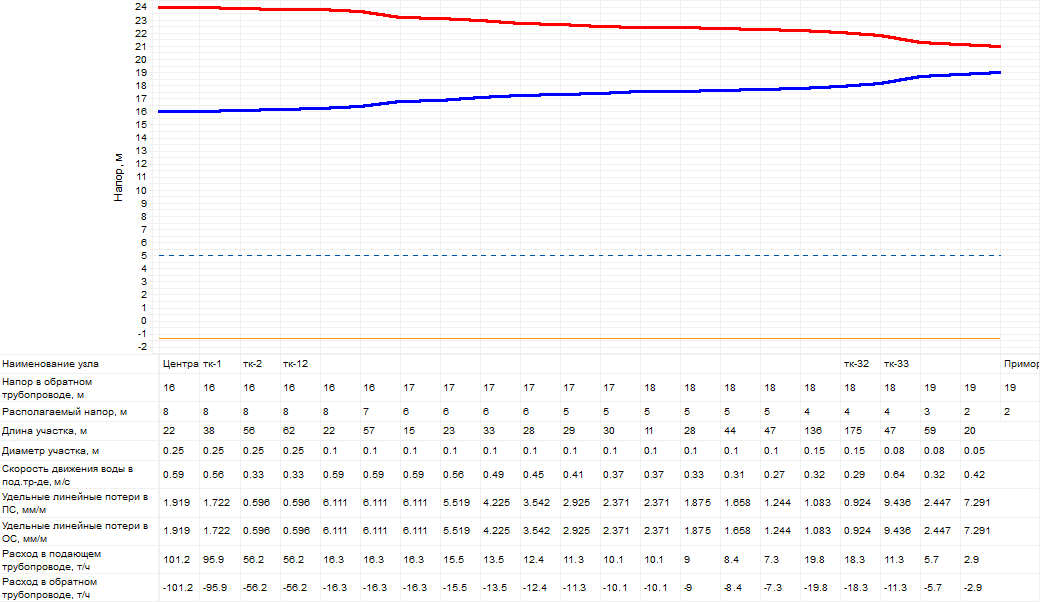 24
23
22
21
20
19
18
17
16
15
14
13
12
11
10
9
8
7
6
5
4
3
2
1
0
-1
-2
Напор, м
Наименование узла Центра тк-1 тк-2 тк-12 тк-32 тк-33 Примор
Напор в обратном
трубопроводе, м 16 16 16 16 16 16 17 17 17 17 17 17 18 18 18 18 18 18 18 19 19 19
Располагаемый напор, м 8 8 8 8 8 7 6 6 6 6 5 5 5 5 5 5 4 4 4 3 2 2
Длина участка, м 22 38 56 62 22 57 15 23 33 28 29 30 11 28 44 47 136 175 47 59 20
Диаметр участка, м 0.25 0.25 0.25 0.25 0.1 0.1 0.1 0.1 0.1 0.1 0.1 0.1 0.1 0.1 0.1 0.1 0.15 0.15 0.08 0.08 0.05
Скорость движения воды в
под.тр-де, м/с 0.59 0.56 0.33 0.33 0.59 0.59 0.59 0.56 0.49 0.45 0.41 0.37 0.37 0.33 0.31 0.27 0.32 0.29 0.64 0.32 0.42
Удельные линейные потери в
ПС, мм/м 1.919 1.722 0.596 0.596 6.111 6.111 6.111 5.519 4.225 3.542 2.925 2.371 2.371 1.875 1.658 1.244 1.083 0.924 9.436 2.447 7.291
Удельные линейные потери в
ОС, мм/м 1.919 1.722 0.596 0.596 6.111 6.111 6.111 5.519 4.225 3.542 2.925 2.371 2.371 1.875 1.658 1.244 1.083 0.924 9.436 2.447 7.291
Расход в подающем
трубопроводе, т/ч 101.2 95.9 56.2 56.2 16.3 16.3 16.3 15.5 13.5 12.4 11.3 10.1 10.1 9 8.4 7.3 19.8 18.3 11.3 5.7 2.9
Расход в обратном
трубопроводе, т/ч -101.2 -95.9 -56.2 -56.2 -16.3 -16.3 -16.3 -15.5 -13.5 -12.4 -11.3 -10.1 -10.1 -9 -8.4 -7.3 -19.8 -18.3 -11.3 -5.7 -2.9